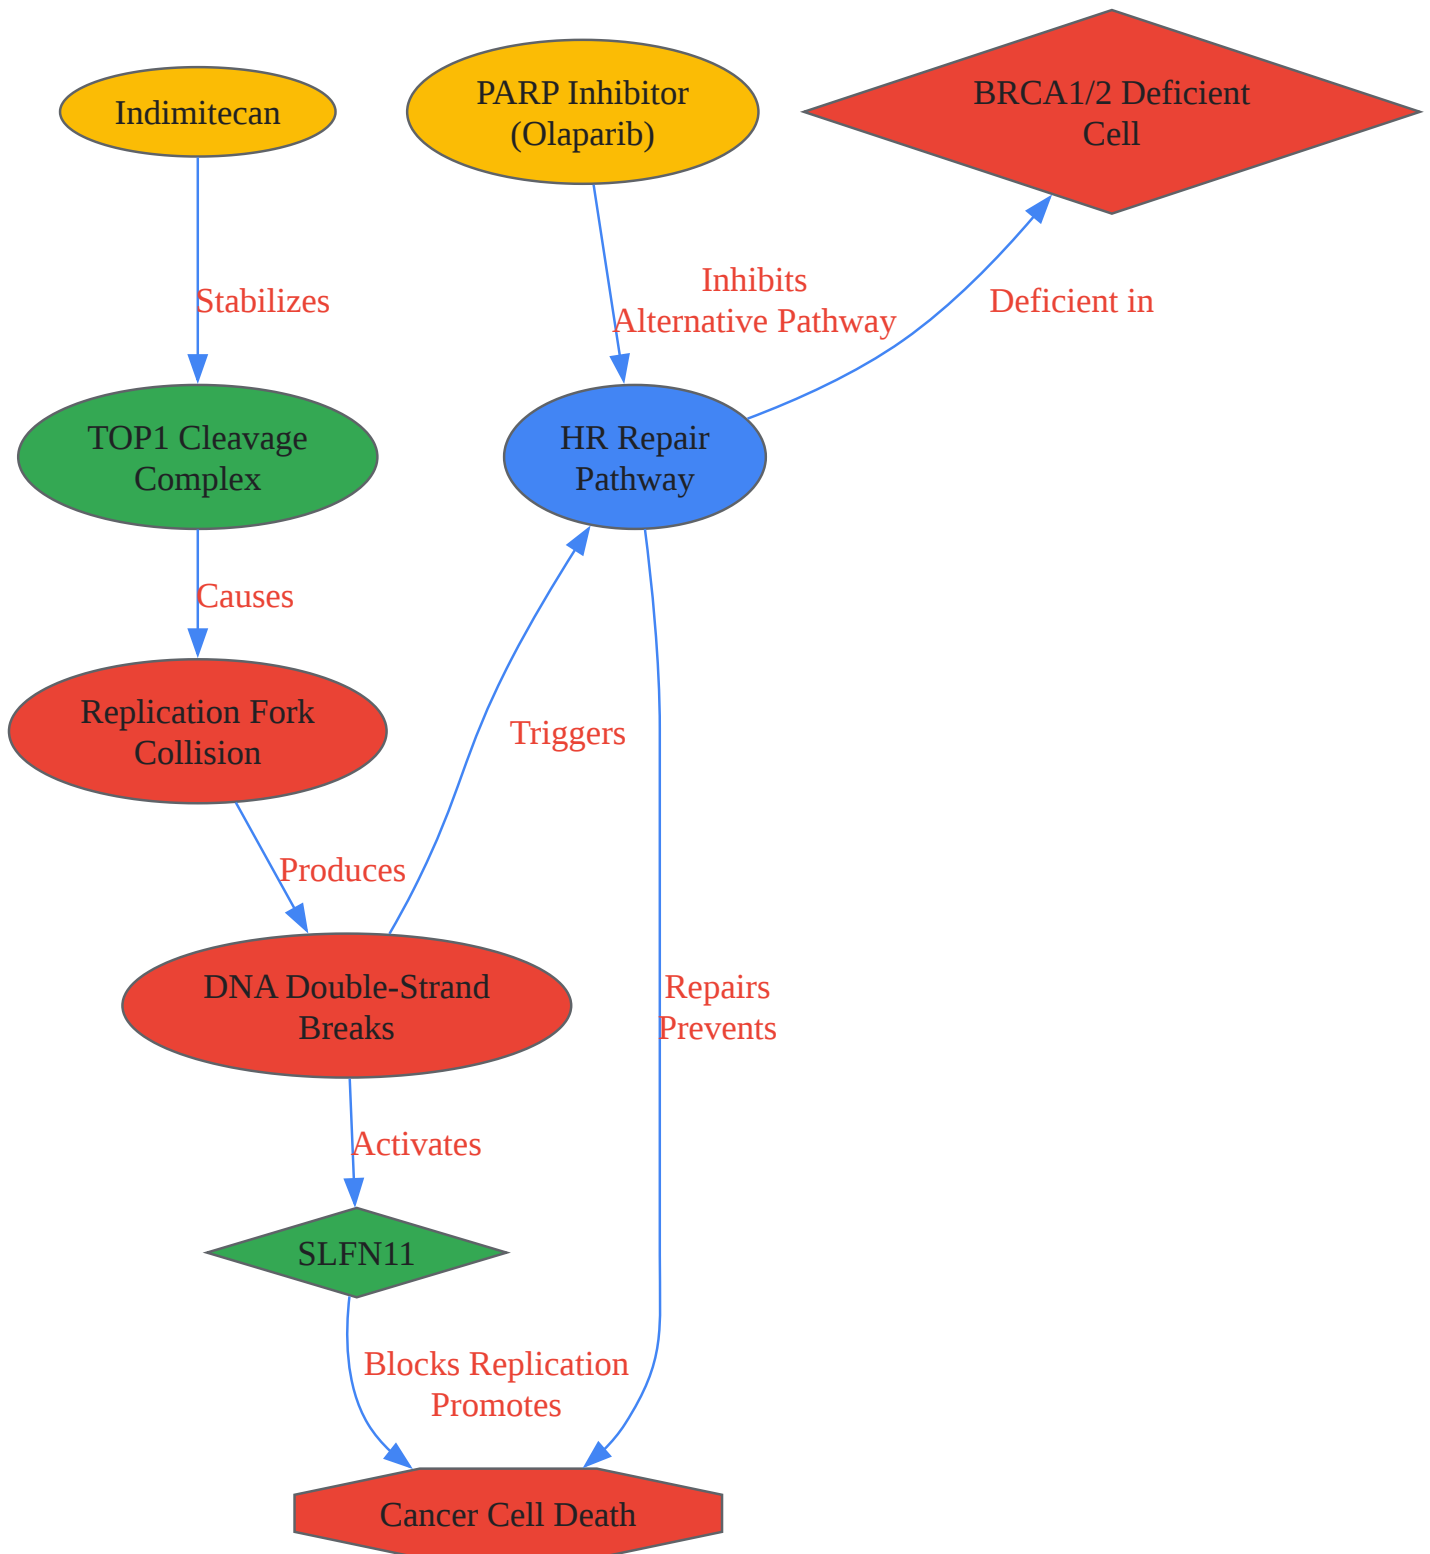 Indimitecan
PARP Inhibitor
(Olaparib)
BRCA1/2 Deficient
Cell
Stabilizes
Inhibits
Alternative Pathway
Deficient in
TOP1 Cleavage
Complex
HR Repair
Pathway
Causes
Replication Fork
Collision
Triggers
Produces
DNA Double-Strand
Breaks
Repairs
Prevents
Activates
SLFN11
Blocks Replication
Promotes
Cancer Cell Death